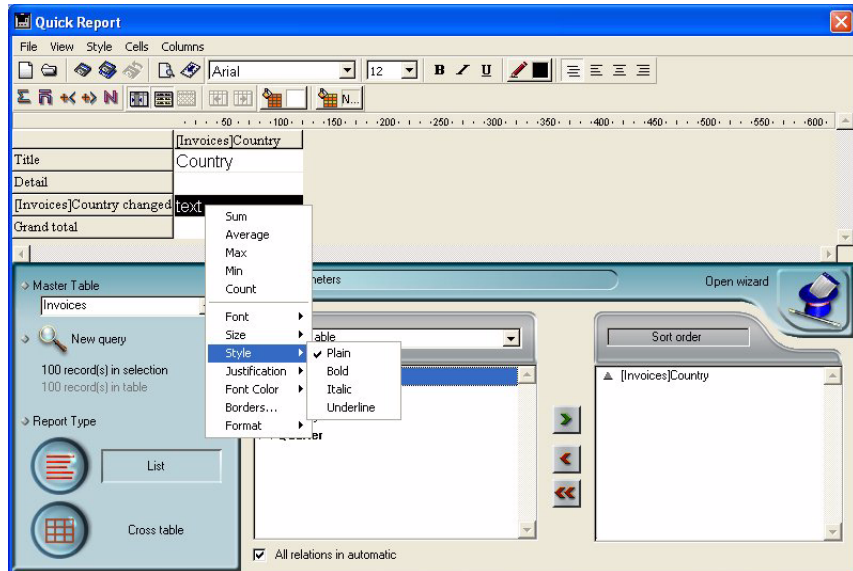 Quick Report
File View Style Cells Columns
Arial 12 B I U
N N...
50 100 150 200 250 300 350 400 450 500 550 600
[Invoices]Country
Title Country
Detail
[Invoices]Country changed text
Grand total
Sum
Average
Max
Min
Count
Font
Size
Style
Justification
Font Color
Borders...
Format
Plain
Bold
Italic
Underline
Master Table
Invoices
New query
100 record(s) in selection
100 record(s) in table
Report Type
List
Cross table
Open wizard
Sort order
[Invoices]Country
All relations in automatic